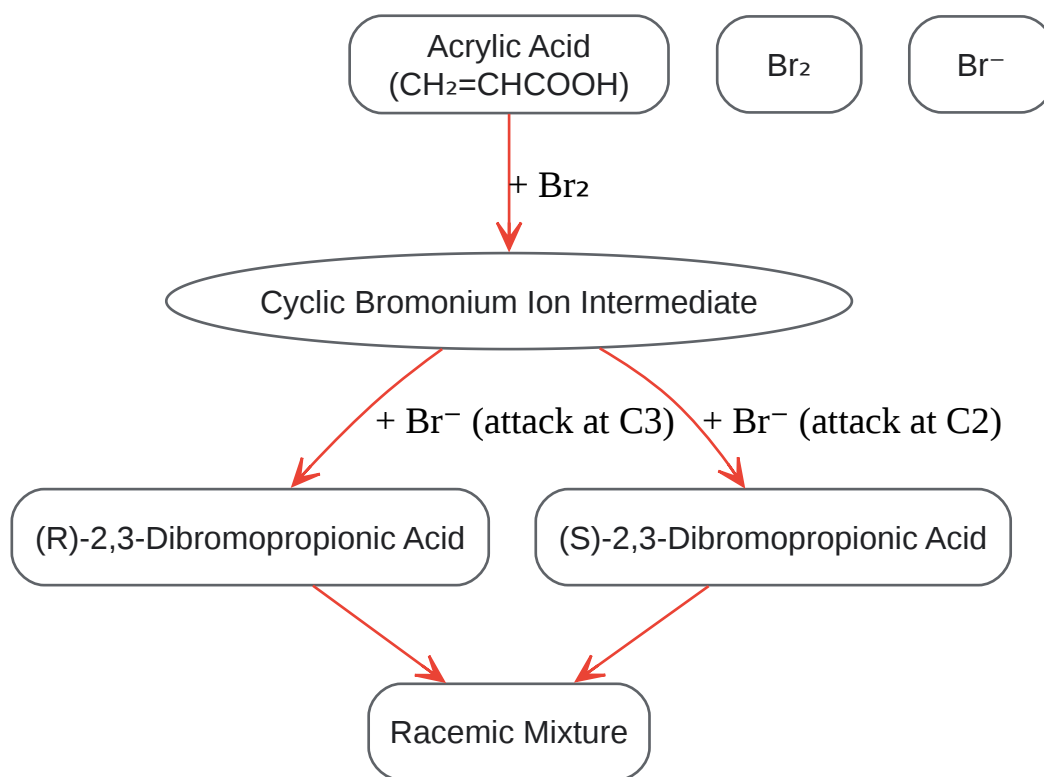 Acrylic Acid
(CH₂=CHCOOH)
Br₂
Br⁻
+ Br₂
Cyclic Bromonium Ion Intermediate
+ Br⁻ (attack at C3)
+ Br⁻ (attack at C2)
(R)-2,3-Dibromopropionic Acid
(S)-2,3-Dibromopropionic Acid
Racemic Mixture